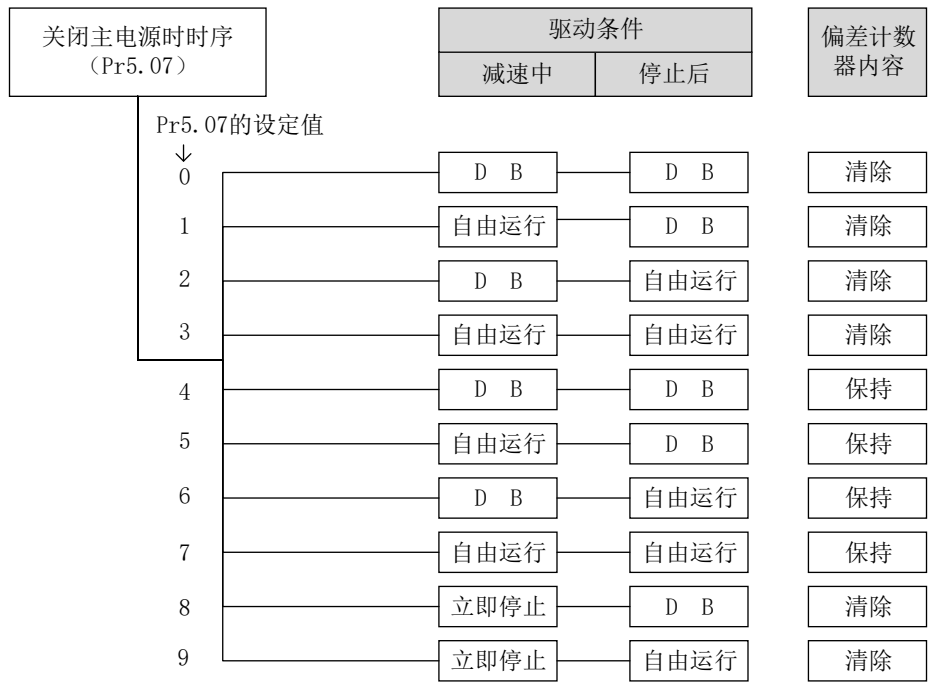 关闭主电源时时序
（Pr5.07）
驱动条件
减速中 停止后
偏差计数
器内容
Pr5.07的设定值
↓
0 D B D B 清除
1 自由运行 D B 清除
2 D B 自由运行 清除
3 自由运行 自由运行 清除
4 D B D B 保持
5 自由运行 D B 保持
6 D B 自由运行 保持
7 自由运行 自由运行 保持
8 立即停止 D B 清除
9 立即停止 自由运行 清除